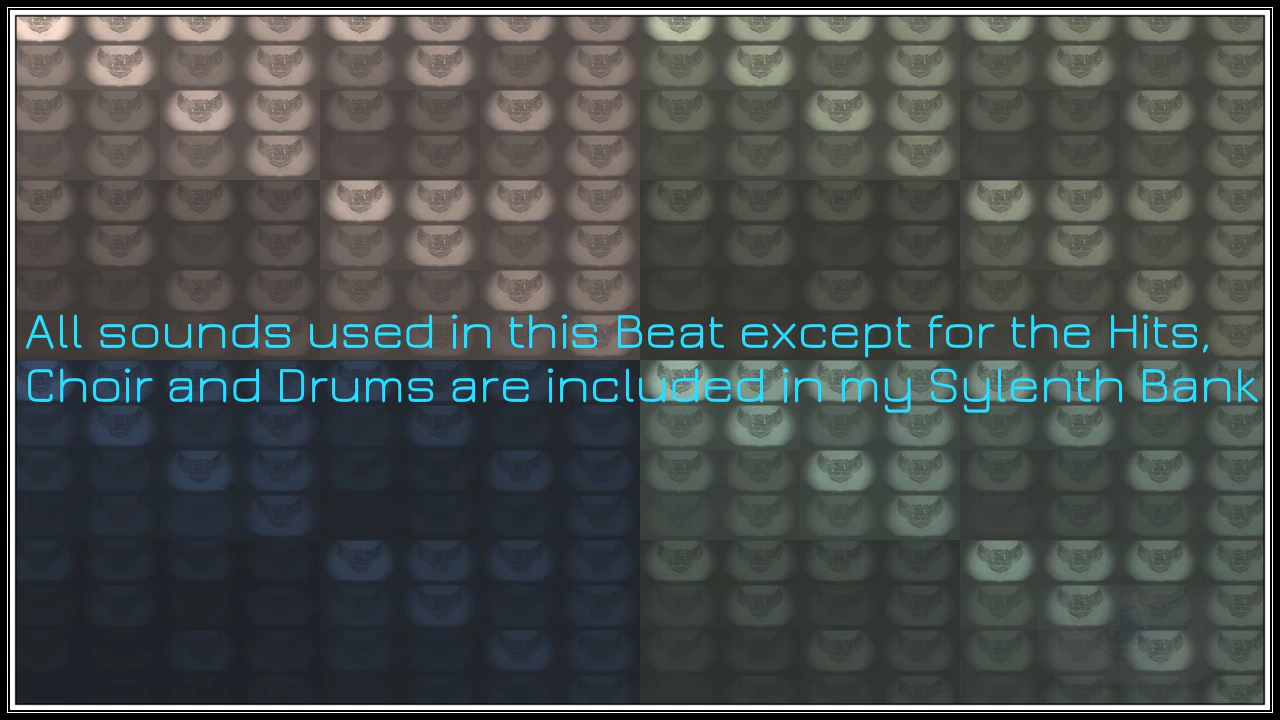 All sounds used in this Beat except for the Hits,
Choir and Drums are included in my Sylenth Bank